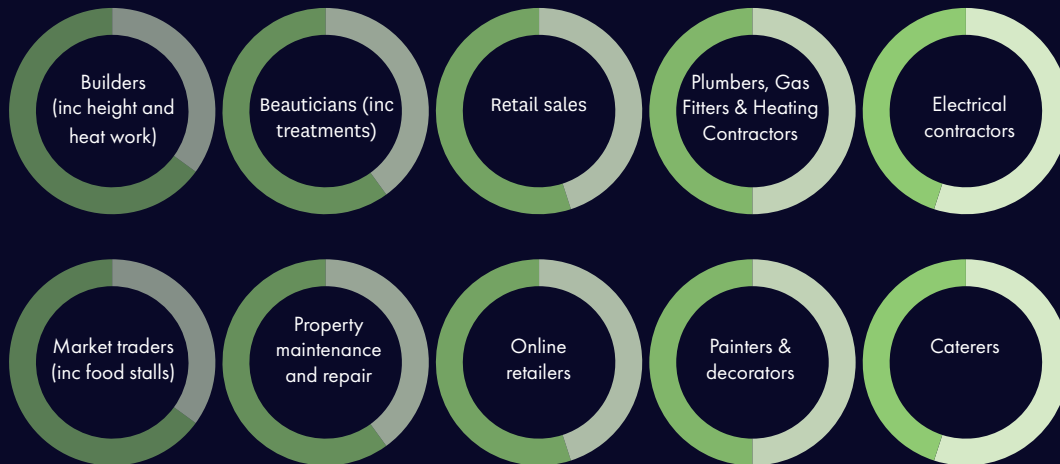 Builders
(inc height and
heat work)
Beauticians (inc
treatments)
Retail sales
Plumbers, Gas
Fitters & Heating
Contractors
Electrical
contractors
Market traders
(inc food stalls)
Property
maintenance
and repair
Online
retailers
Painters &
decorators
Caterers